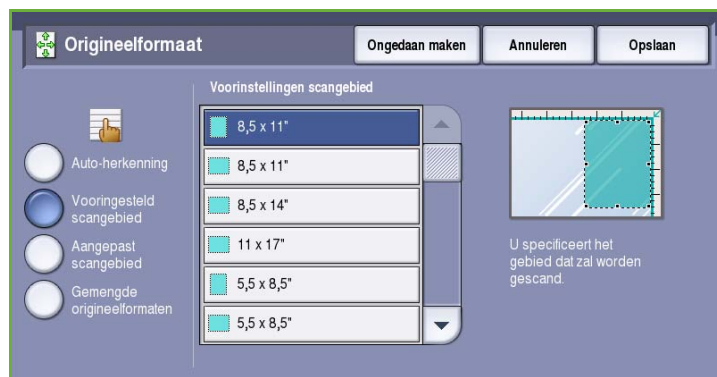 Origineelformaat
Ongedaan maken
Annuleren
Opslaan
Voorinstellingen scangebied
Auto-herkenning
Vooringesteld
scangebied
Aangepast
scangebied
Gemengde
origineelformaten
8,5 x 11"
8,5 x 11"
8,5 x 14"
11 x 17"
5,5 x 8,5"
5,5 x 8,5"
U specificeert het
gebied dat zal worden
gescand.